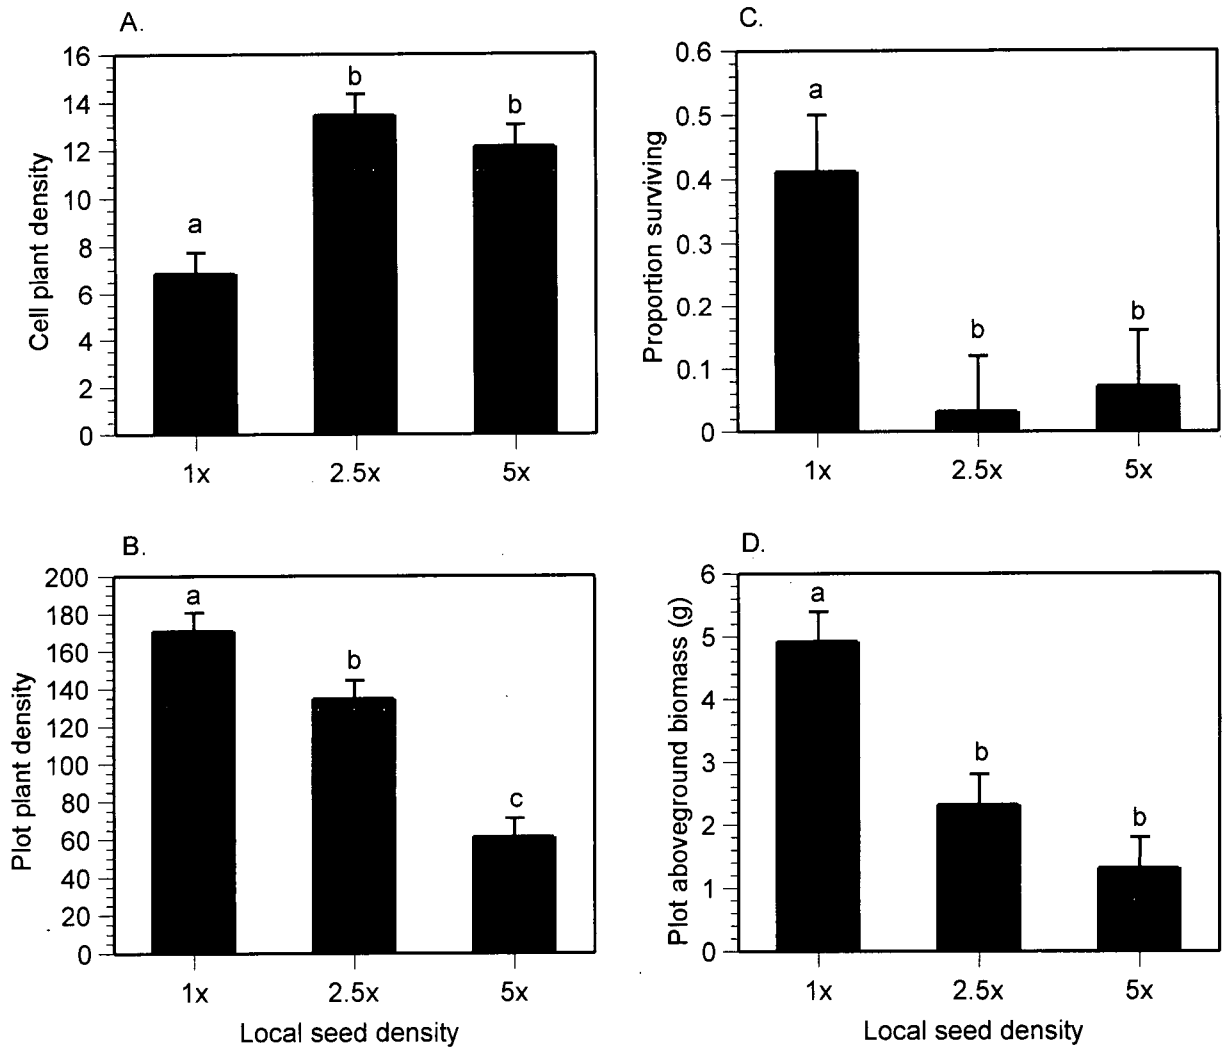 A.
Cell plant density
16
14
12
10
8
6
4
2
0
a
b
b
1x
2.5x
5x
C.
Proportion surviving
0.6
0.5
0.4
0.3
0.2
0.1
0
a
b
b
1x
2.5x
5x
B.
Plot plant density
200
180
160
140
120
100
80
60
40
20
0
a
b
c
1x
2.5x
5x
Local seed density
D.
Plot aboveground biomass (g)
6
5
4
3
2
1
0
a
b
b
1x
2.5x
5x
Local seed density